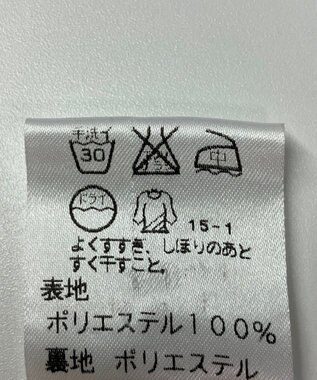 手洗イ
30
中
ドライ
15-1
よくすすぎ、しぼりのあと
すぐ干すこと。
表地
ポリエステル100%
裏地 ポリエステル